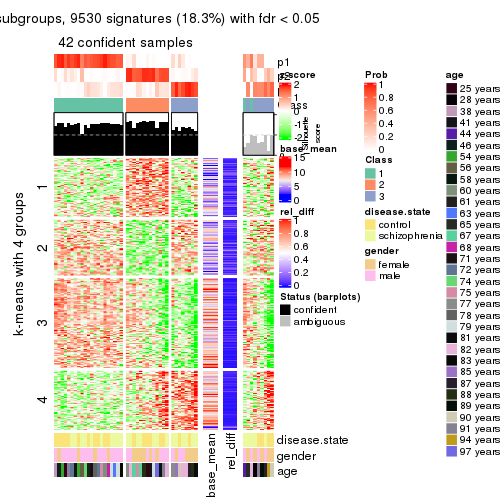 subgroups, 9530 signatures (18.3%) with fdr < 0.05
42 confident samples
p1
z-score
2
1
0
-2
Silhouette
score
base_mean
15
10
5
0
rel_diff
1
0.8
0.6
0.4
0.2
0
Status (barplots)
confident
ambiguous
Prob
1
0.8
0.6
0.4
0.2
0
Class
1
2
3
disease.state
control
schizophrenia
gender
female
male
age
25 years
28 years
38 years
41 years
44 years
46 years
54 years
56 years
58 years
60 years
61 years
63 years
65 years
67 years
68 years
71 years
72 years
74 years
75 years
77 years
78 years
79 years
81 years
82 years
83 years
85 years
87 years
88 years
89 years
90 years
91 years
94 years
97 years
k-means with 4 groups
1
2
3
4
base_mean
rel_diff
disease.state
gender
age